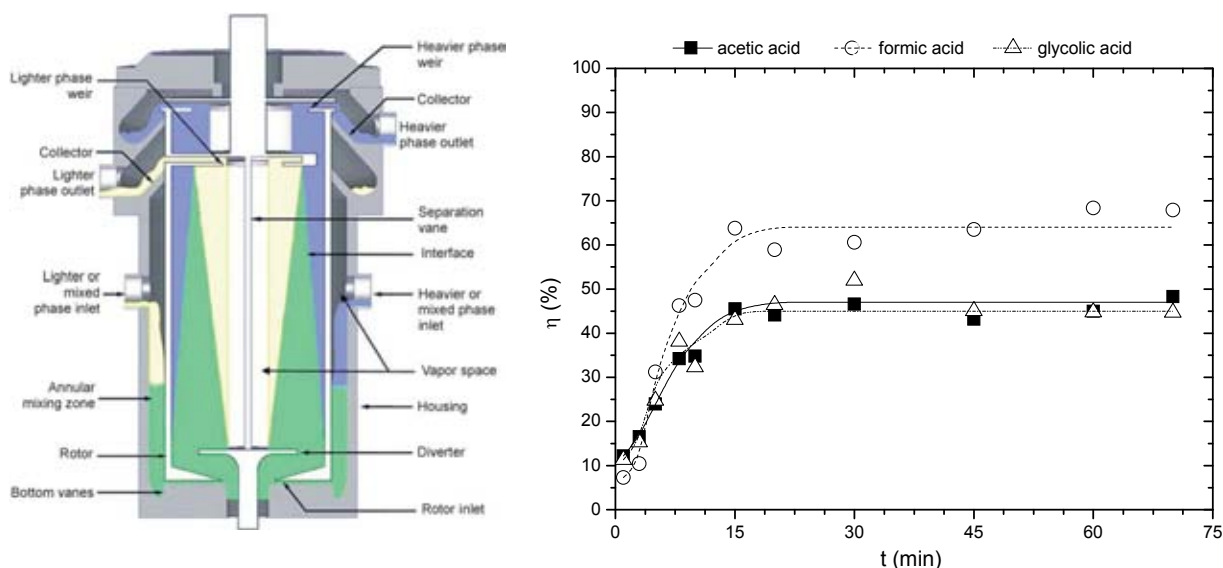 Lighter phase
weir
Collector
Lighter
phase outlet
Lighter or
mixed
phase inlet
Annular
mixing zone
Rotor
Bottom vanes
Heavier phase
weir
Collector
Heavier
phase outlet
Separation
vane
Interface
Heavier or
mixed phase
inlet
Vapor space
Housing
Diverter
Rotor inlet
acetic acid formic acid glycolic acid
η (%)
100
90
80
70
60
50
40
30
20
10
0
0 15 30 45 60 75
t (min)